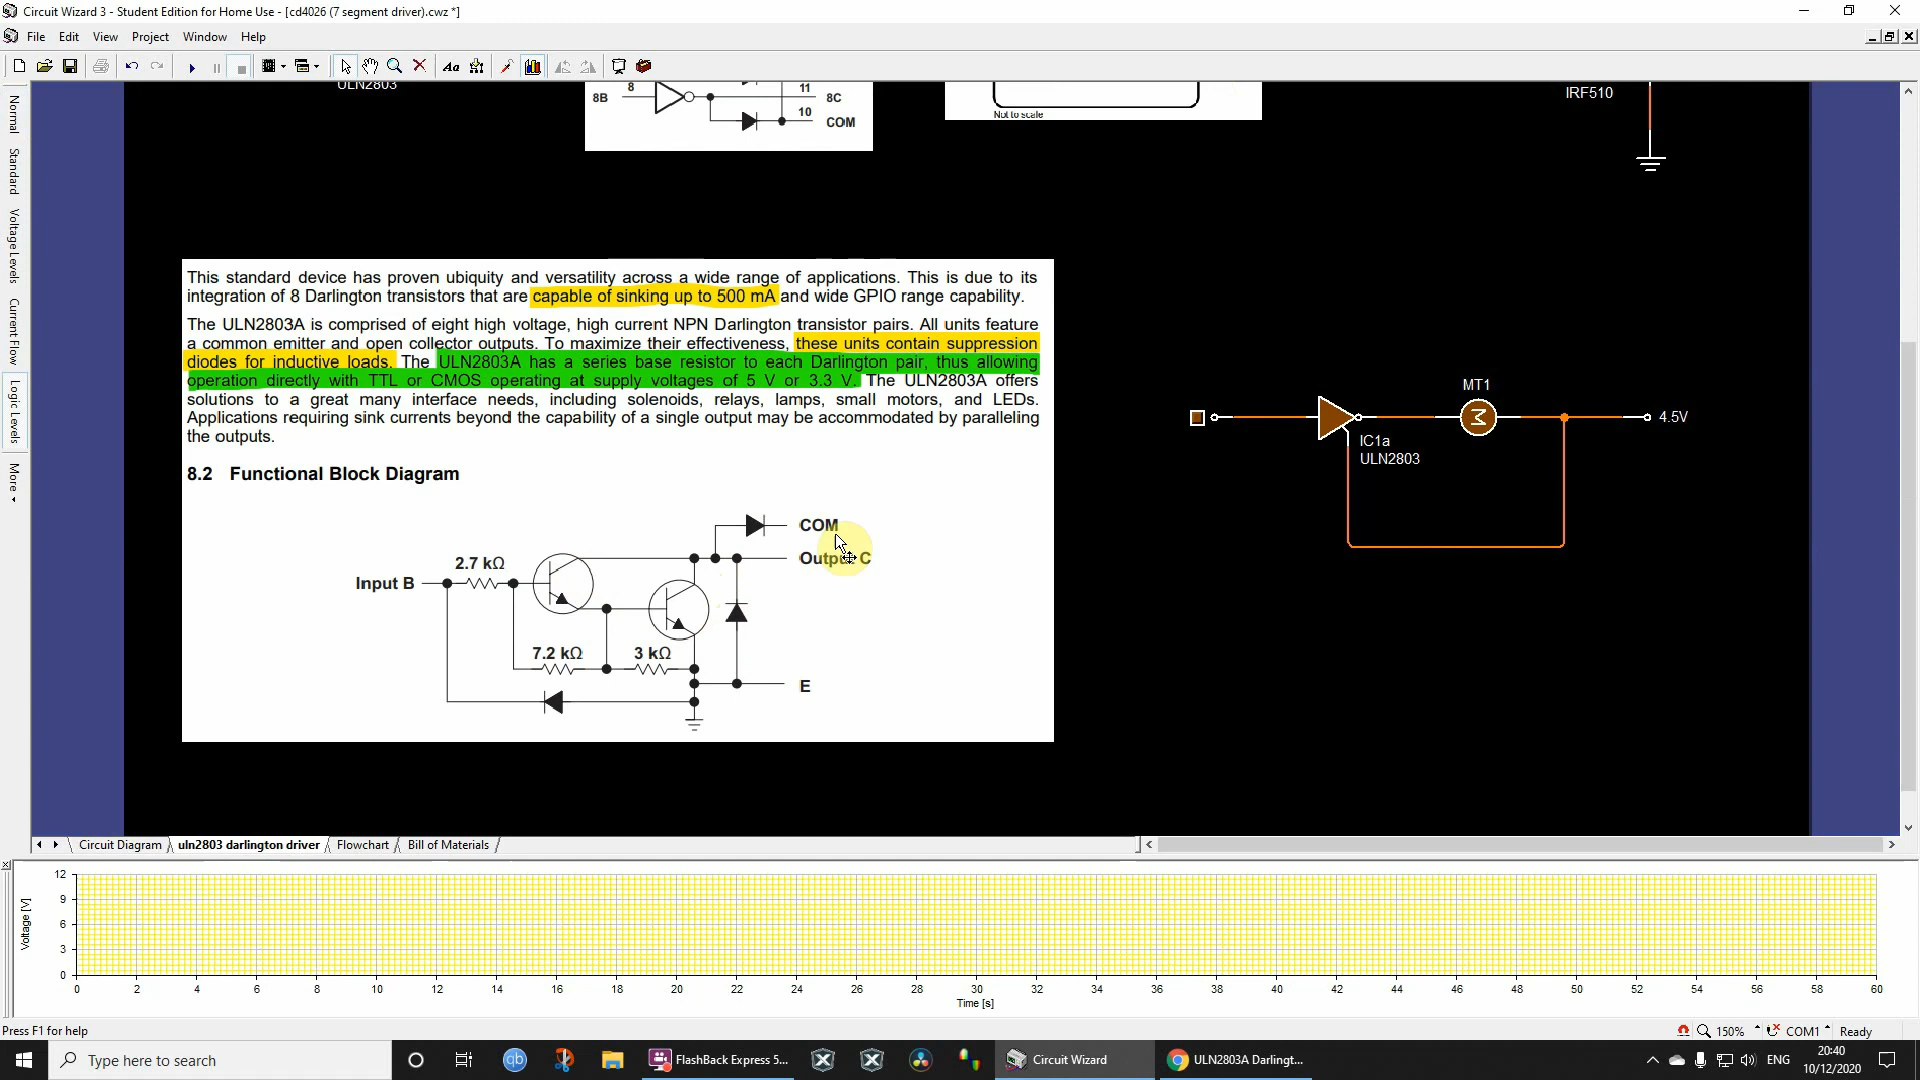 Circuit Wizard 3 - Student Edition for Home Use - [cd4026 (7 segment driver).cwz *]
File Edit View Project Window Help
Aa
Normal
Standard
Voltage Levels
Current Flow
Logic Levels
More
ULN2803
8B 8 11 8C
10 COM
Not to scale
IRF510
This standard device has proven ubiquity and versatility across a wide range of applications. This is due to its
integration of 8 Darlington transistors that are capable of sinking up to 500 mA and wide GPIO range capability.
The ULN2803A is comprised of eight high voltage, high current NPN Darlington transistor pairs. All units feature
a common emitter and open collector outputs. To maximize their effectiveness, these units contain suppression
diodes for inductive loads. The ULN2803A has a series base resistor to each Darlington pair, thus allowing
operation directly with TTL or CMOS operating at supply voltages of 5 V or 3.3 V. The ULN2803A offers
solutions to a great many interface needs, including solenoids, relays, lamps, small motors, and LEDs.
Applications requiring sink currents beyond the capability of a single output may be accommodated by paralleling
the outputs.
8.2 Functional Block Diagram
COM
Output C
2.7 kΩ
Input B
7.2 kΩ 3 kΩ
E
MT1
4.5V
IC1a
ULN2803
Circuit Diagram uln2803 darlington driver Flowchart Bill of Materials
Voltage [V]
12
9
6
3
0
0 2 4 6 8 10 12 14 16 18 20 22 24 26 28 30 32 34 36 38 40 42 44 46 48 50 52 54 56 58 60
Time [s]
Press F1 for help
150% COM1 Ready
Type here to search
qb
FlashBack Express 5...
Circuit Wizard
ULN2803A Darlingt...
ENG
20:40
10/12/2020